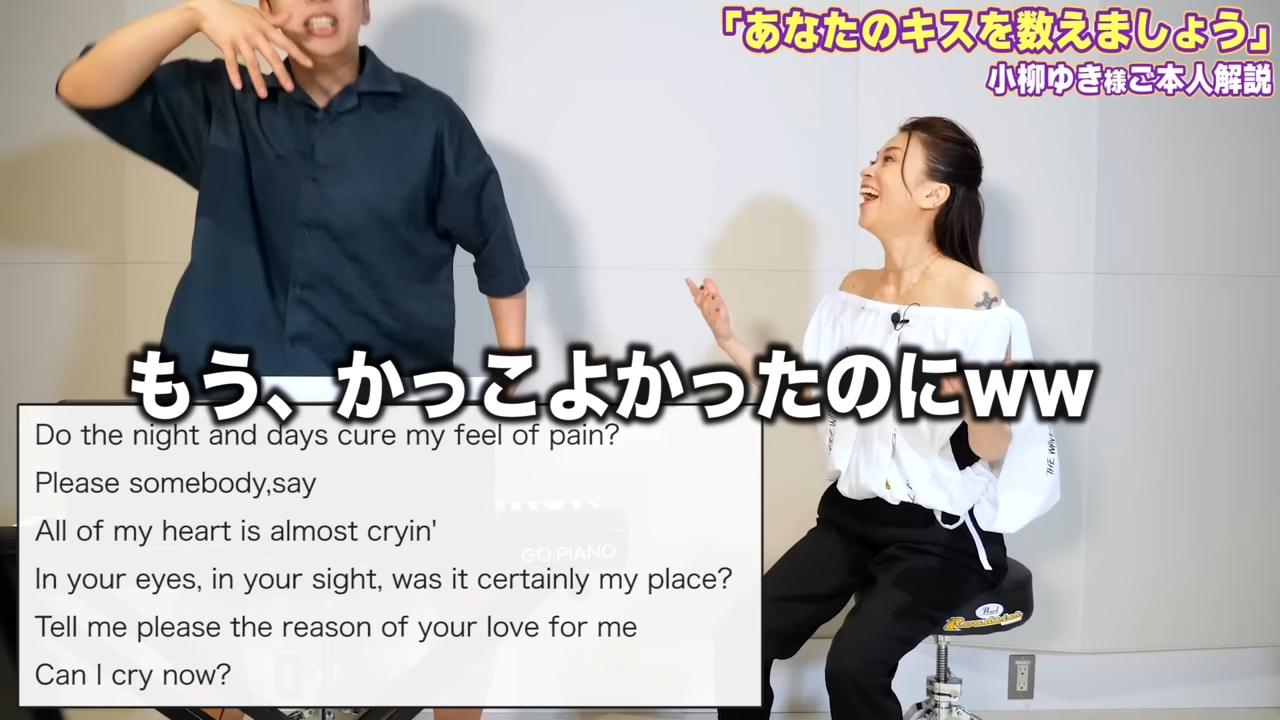 「あなたのキスを数えましょう」
小柳ゆき様ご本人解説
もう、かっこよかったのにww
Do the night and days cure my feel of pain?
Please somebody,say
All of my heart is almost cryin'
In your eyes, in your sight, was it certainly my place?
Tell me please the reason of your love for me
Can I cry now?
GO:PIANO
Pearl
Roadster